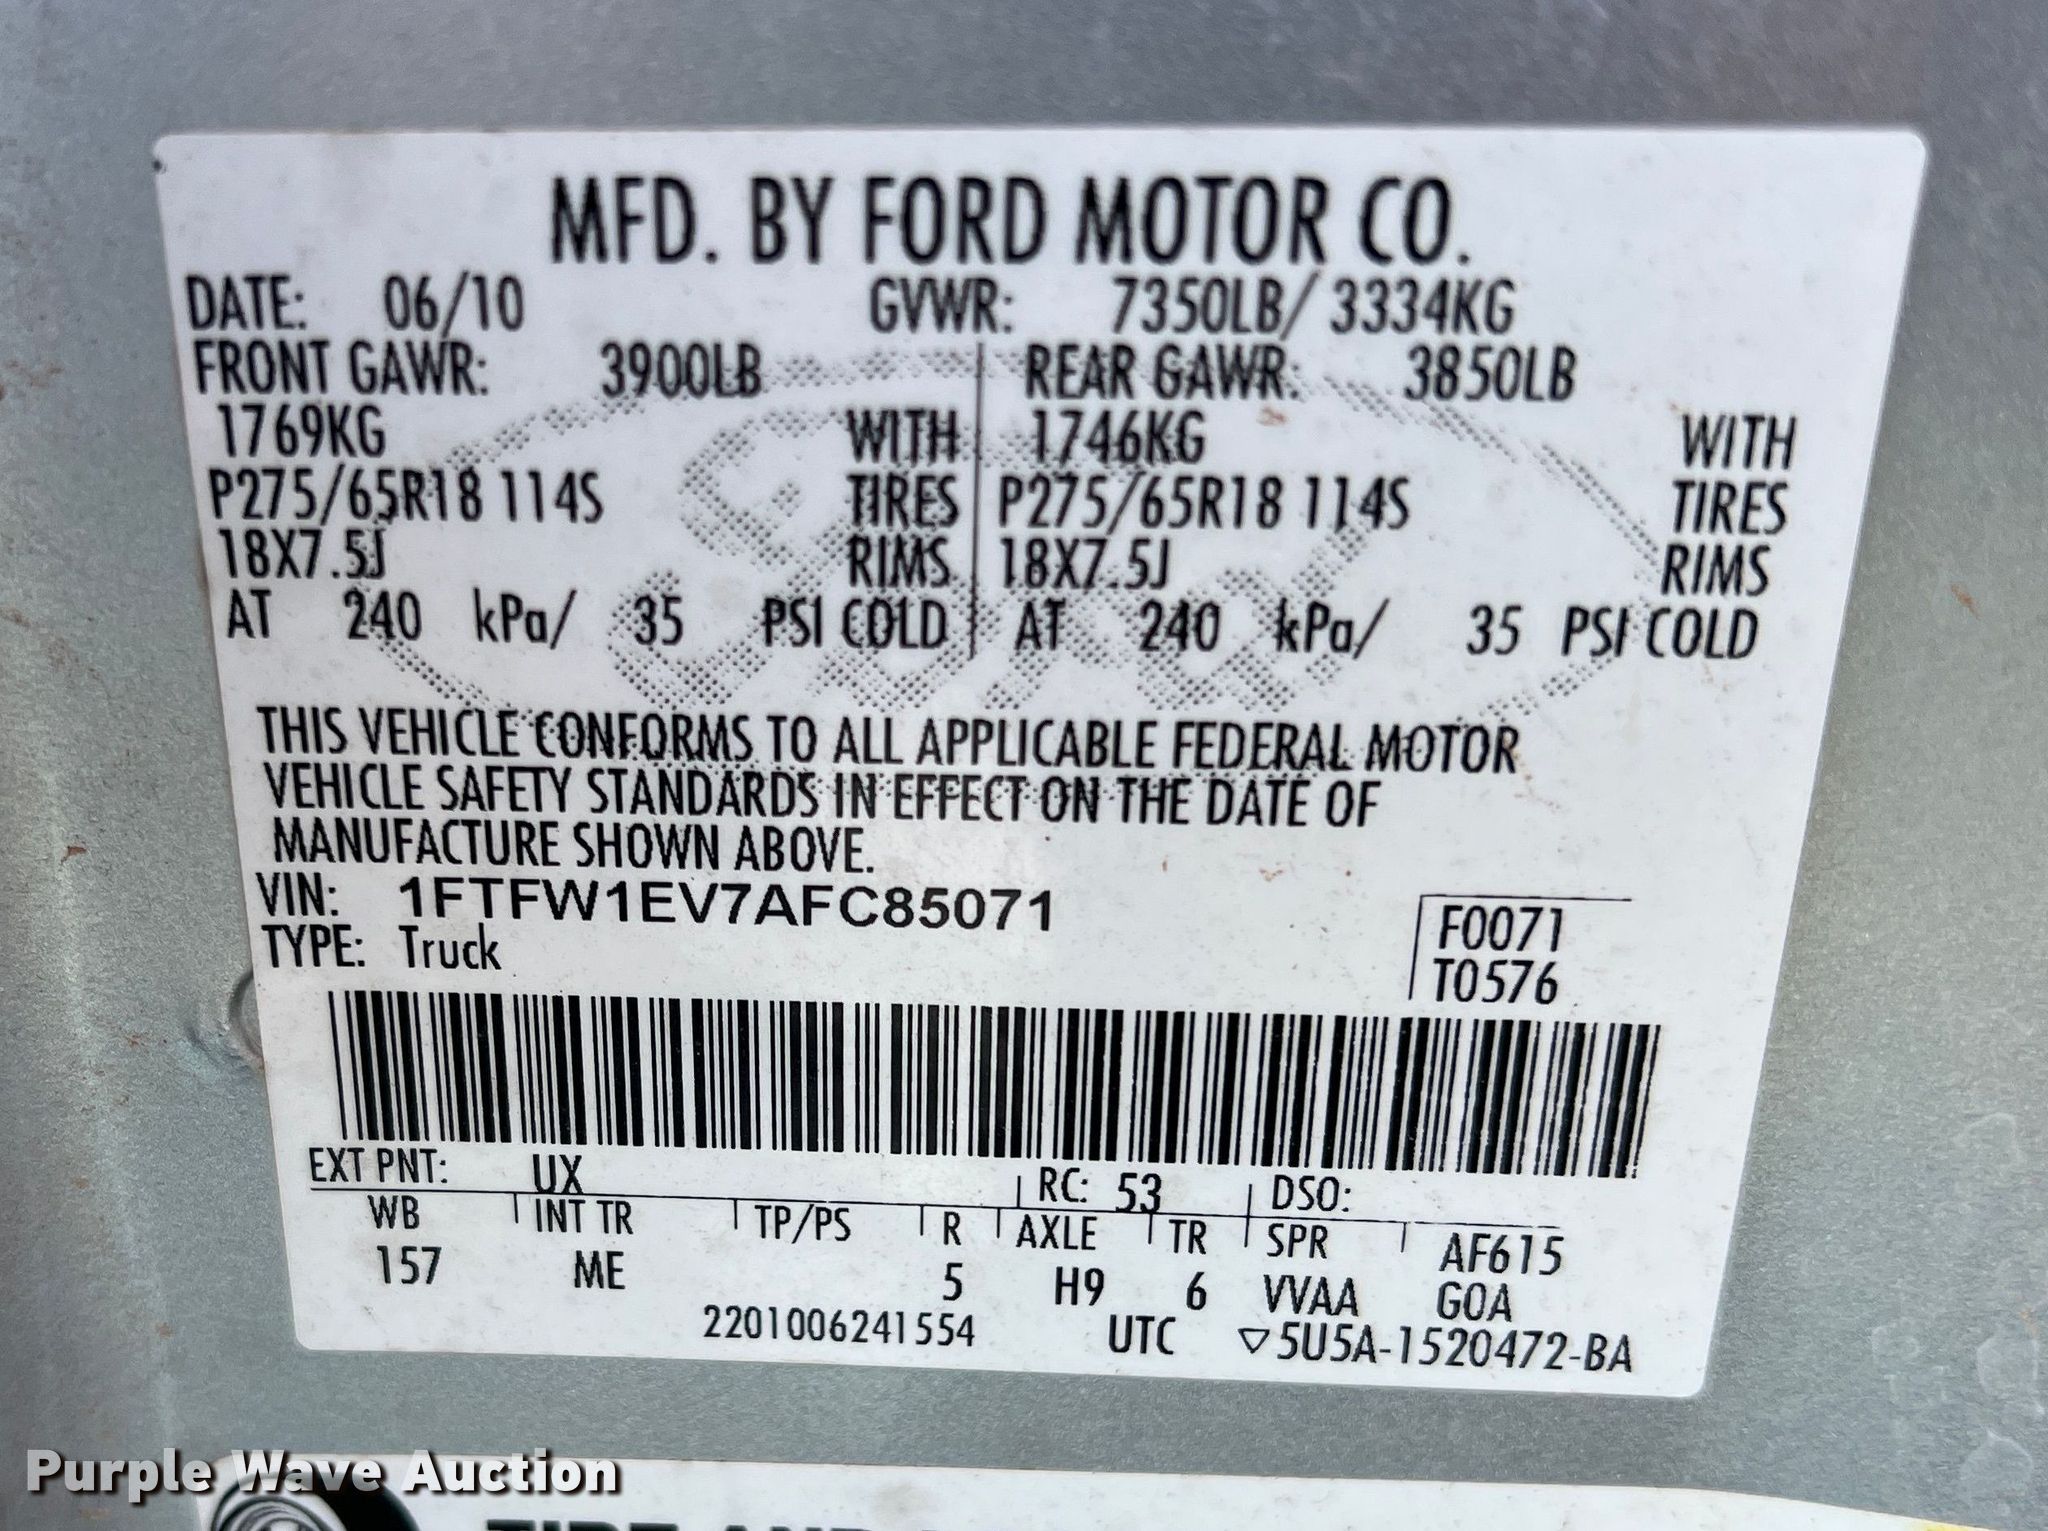 MFD. BY FORD MOTOR CO.
DATE: 06/10 GVWR: 7350LB/ 3334KG
FRONT GAWR: 3900LB REAR GAWR: 3850LB
1769KG WITH 1746KG WITH
P275/65R18 114S TIRES P275/65R18 114S TIRES
18X7.5J RIMS 18X7.5J RIMS
AT 240 kPa/ 35 PSI COLD AT 240 kPa/ 35 PSI COLD
THIS VEHICLE CONFORMS TO ALL APPLICABLE FEDERAL MOTOR
VEHICLE SAFETY STANDARDS IN EFFECT ON THE DATE OF
MANUFACTURE SHOWN ABOVE.
VIN: 1FTFW1EV7AFC85071 F0071
TYPE: Truck T0576
EXT PNT: UX RC: 53 DSO:
WB INT TR TP/PS R AXLE TR SPR AF615
157 ME 5 H9 6 VVAA GOA
2201006241554 UTC ▽5U5A-1520472-BA
Purple Wave Auction